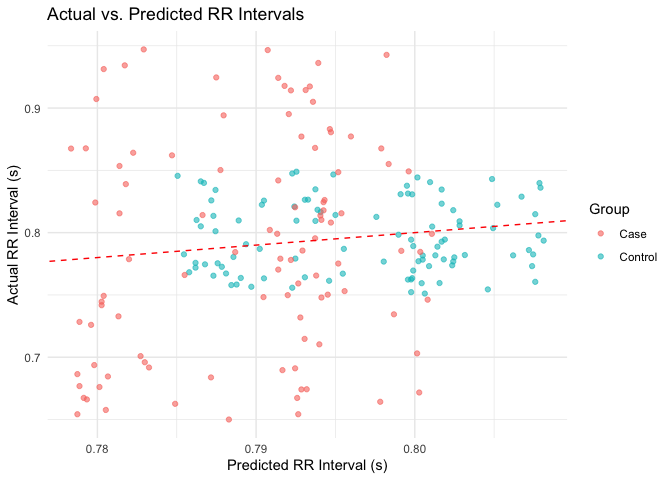 Actual vs. Predicted RR Intervals
Actual RR Interval (s)
0.9
0.8
0.7
0.78
0.79
0.80
Predicted RR Interval (s)
Group
Case
Control